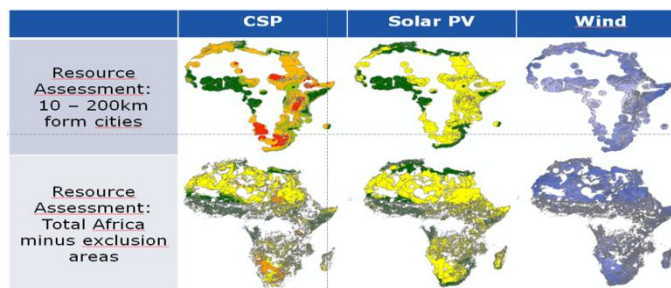 CSP
Solar PV
Wind
Resource
Assessment:
10 – 200km
form cities
Resource
Assessment:
Total Africa
minus exclusion
areas